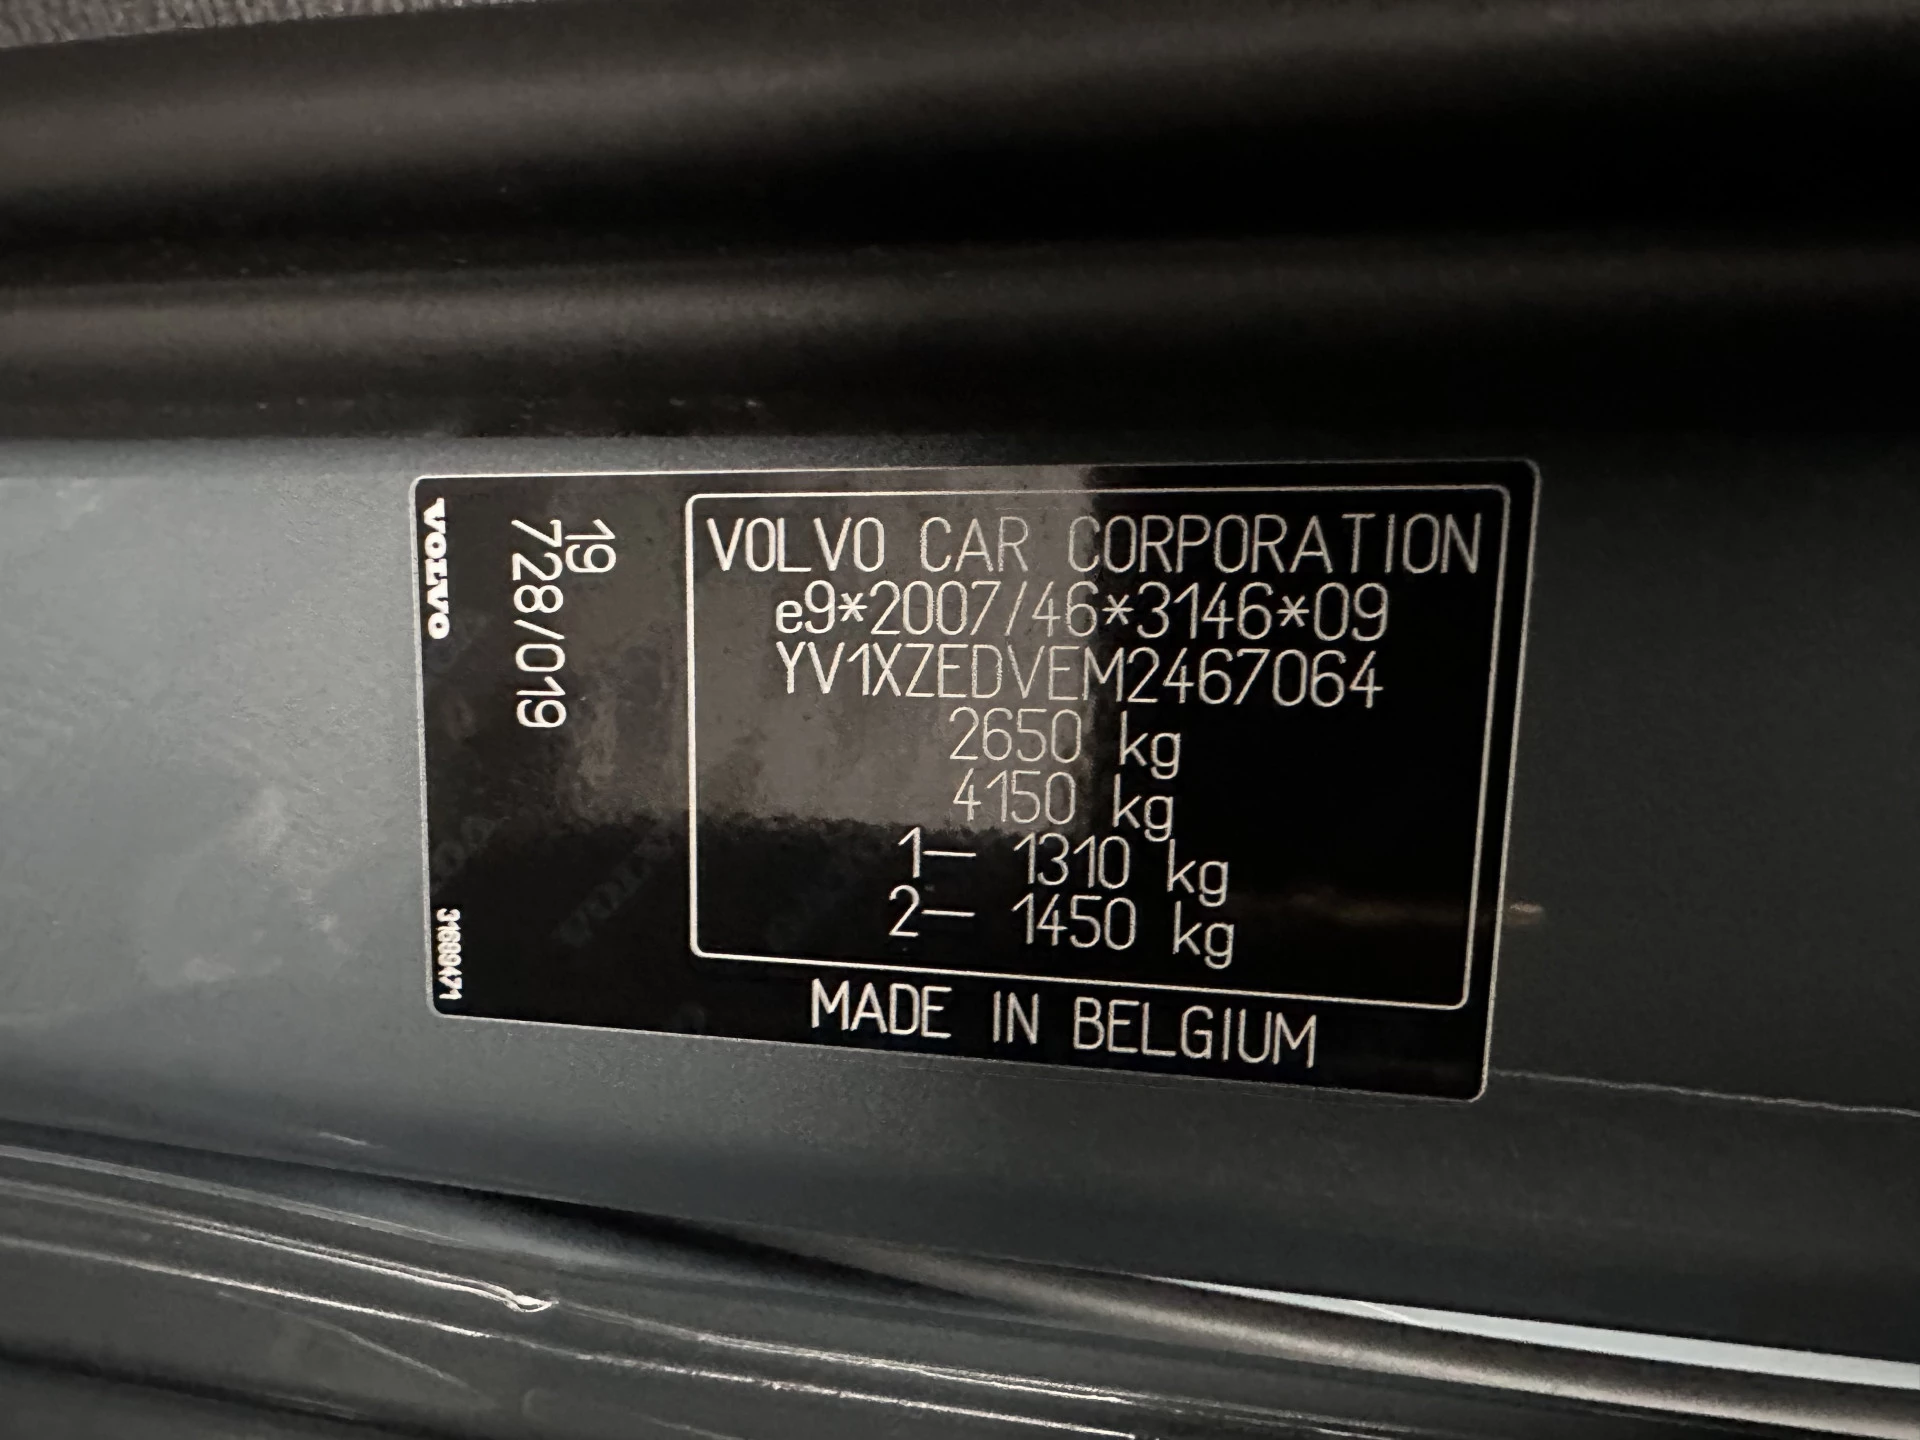 VOLVO
31699471
19
728/019
VOLVO CAR CORPORATION
e9*2007/46*3146*09
YV1XZEDVEM2467064
2650 kg
4150 kg
1— 1310 kg
2— 1450 kg
MADE IN BELGIUM